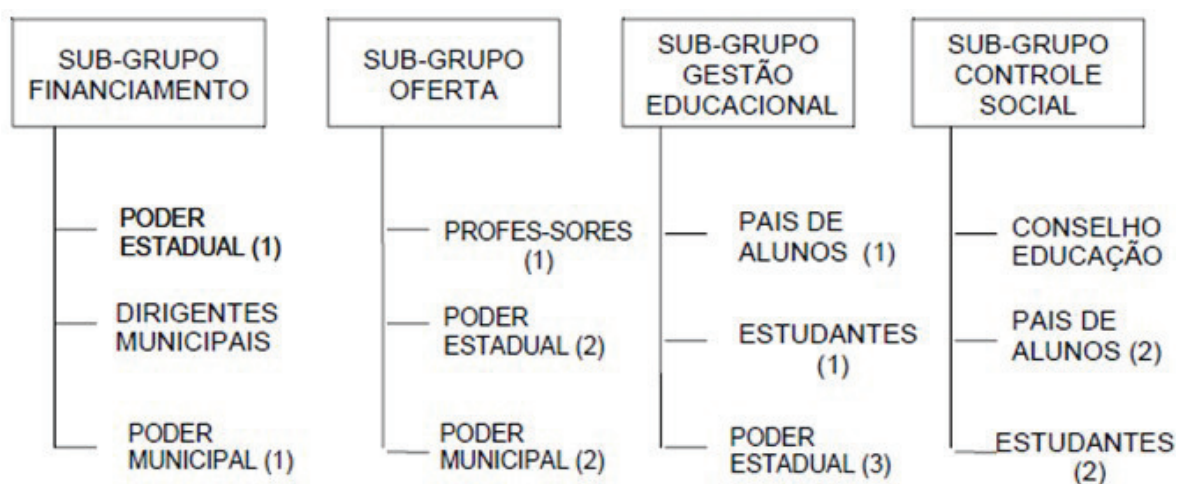 SUB-GRUPO
FINANCIAMENTO
PODER
ESTADUAL (1)
DIRIGENTES
MUNICIPAIS
PODER
MUNICIPAL (1)
SUB-GRUPO
OFERTA
PROFES-SORES
(1)
PODER
ESTADUAL (2)
PODER
MUNICIPAL (2)
SUB-GRUPO
GESTÃO
EDUCACIONAL
PAIS DE
ALUNOS (1)
ESTUDANTES
(1)
PODER
ESTADUAL (3)
SUB-GRUPO
CONTROLE
SOCIAL
CONSELHO
EDUCAÇÃO
PAIS DE
ALUNOS (2)
ESTUDANTES
(2)